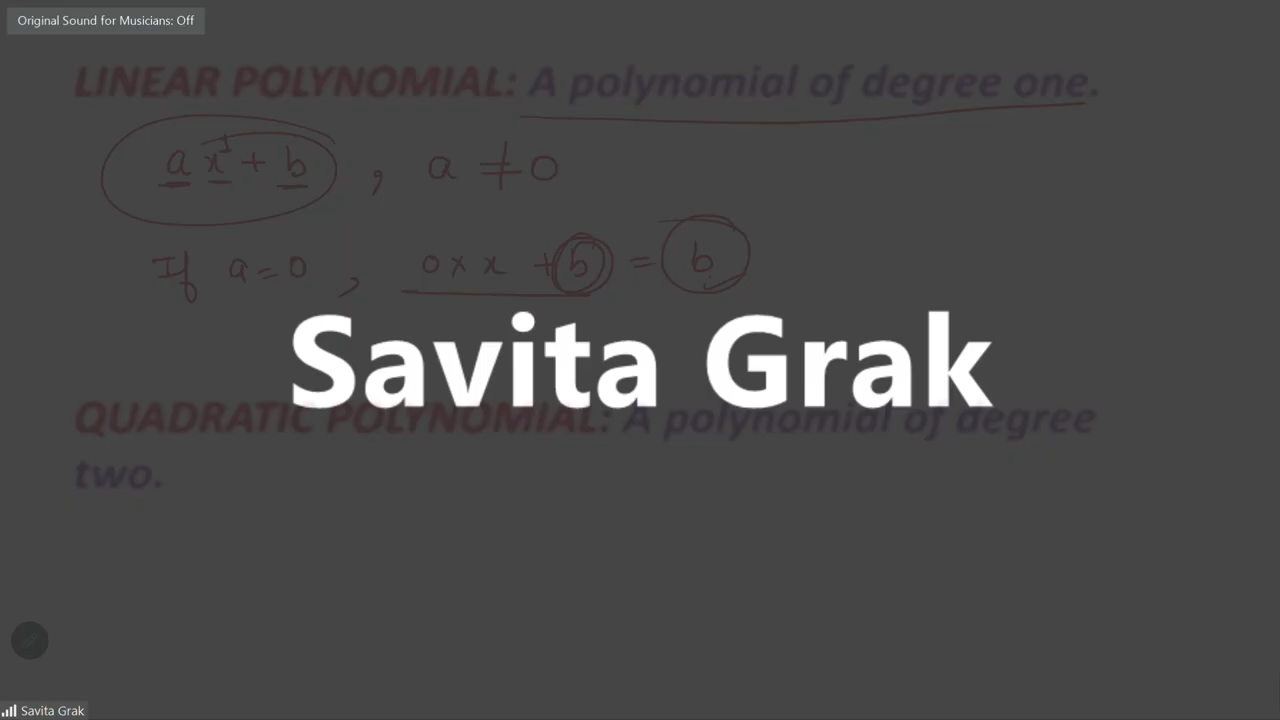 Original Sound for Musicians: Off
LINEAR POLYNOMIAL: A polynomial of degree one.
ax¹ + b , a ≠ 0
If a = 0 , 0 × x + b = b
Savita Grak
QUADRATIC POLYNOMIAL: A polynomial of degree
two.
Savita Grak